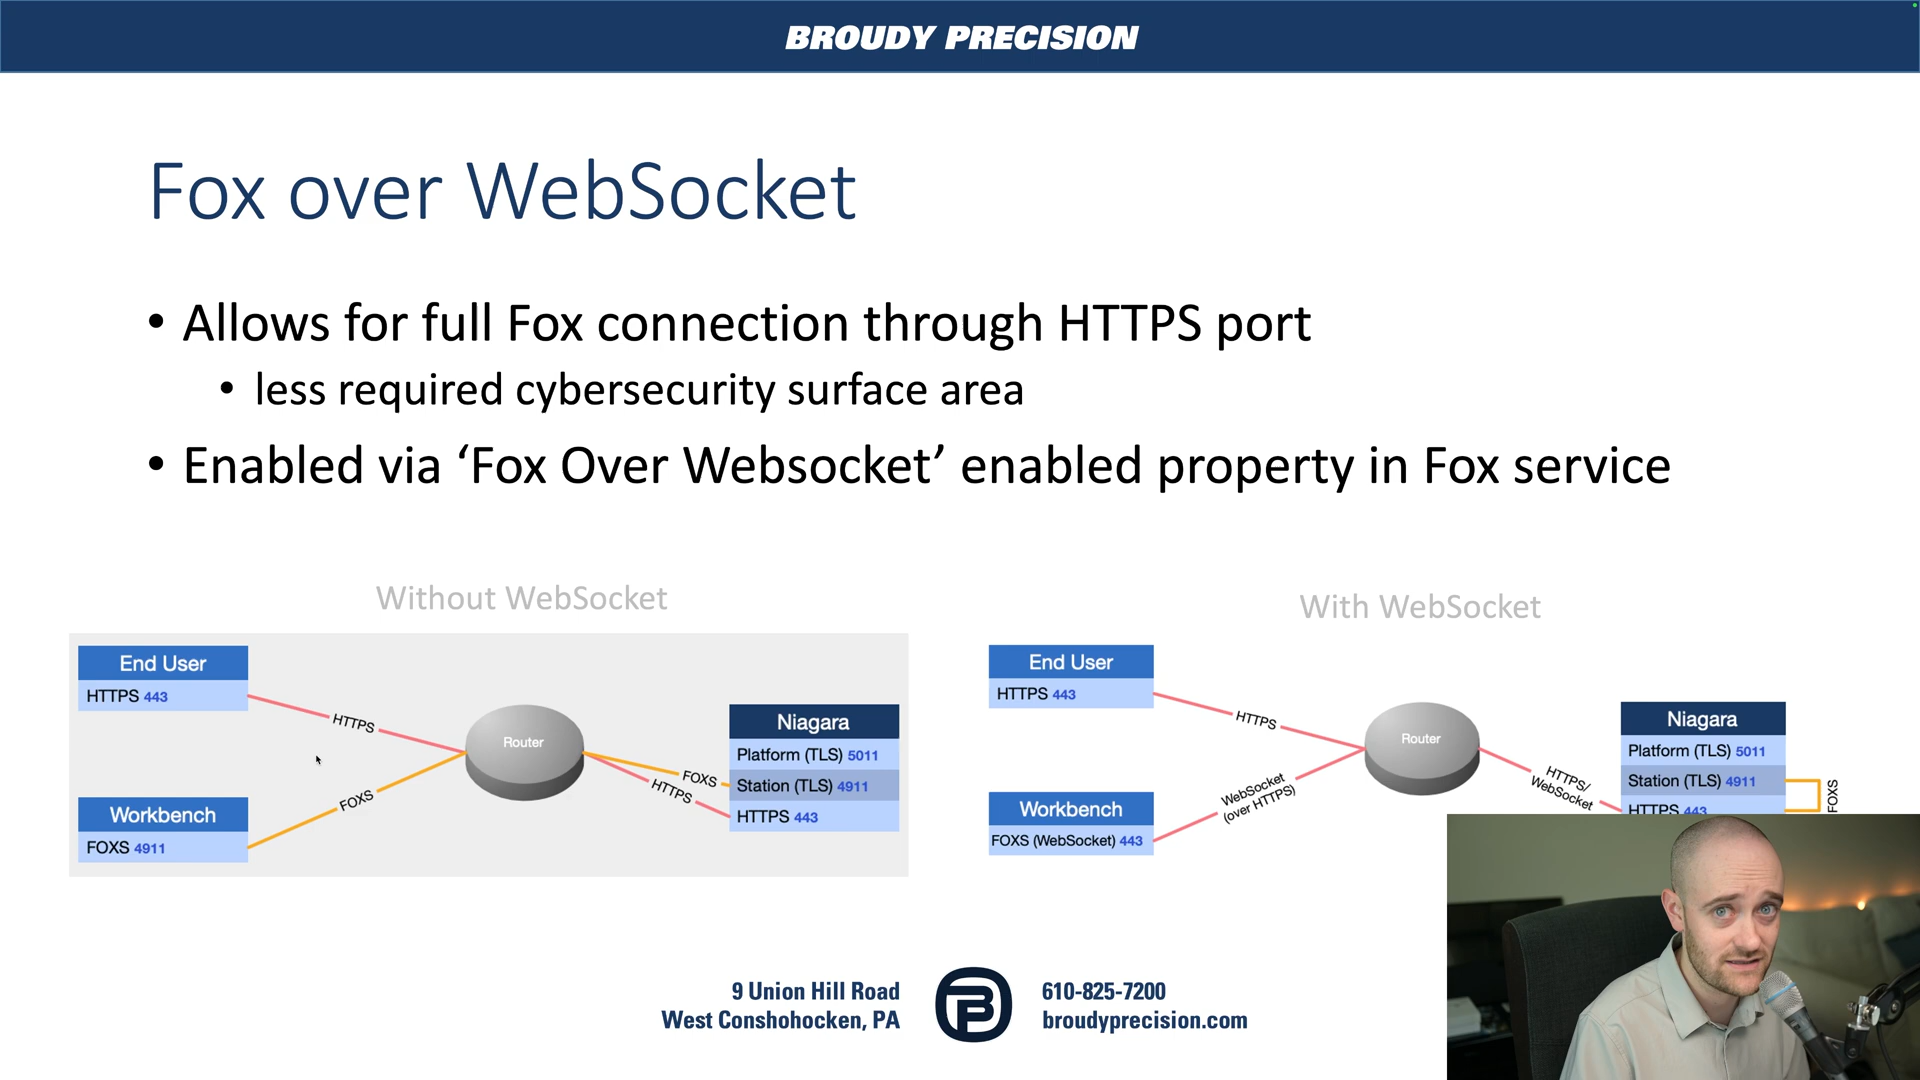 BROUDY PRECISION
Fox over WebSocket
• Allows for full Fox connection through HTTPS port
• less required cybersecurity surface area
• Enabled via ‘Fox Over Websocket’ enabled property in Fox service
Without WebSocket
End User
HTTPS 443
HTTPS
Router
Workbench
FOXS 4911
FOXS
FOXS
HTTPS
Niagara
Platform (TLS) 5011
Station (TLS) 4911
HTTPS 443
With WebSocket
End User
HTTPS 443
HTTPS
Router
Workbench
FOXS (WebSocket) 443
WebSocket
(over HTTPS)
HTTPS/
WebSocket
Niagara
Platform (TLS) 5011
Station (TLS) 4911
HTTPS 443
FOXS
9 Union Hill Road
West Conshohocken, PA
610-825-7200
broudyprecision.com